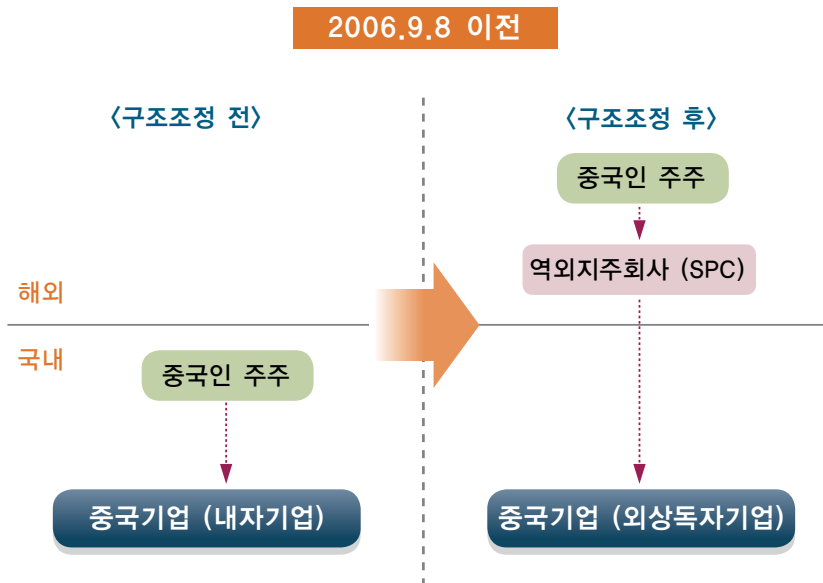 2006.9.8 이전
〈구조조정 전〉
〈구조조정 후〉
중국인 주주
역외지주회사 (SPC)
해외
국내
중국인 주주
중국기업 (내자기업)
중국기업 (외상독자기업)